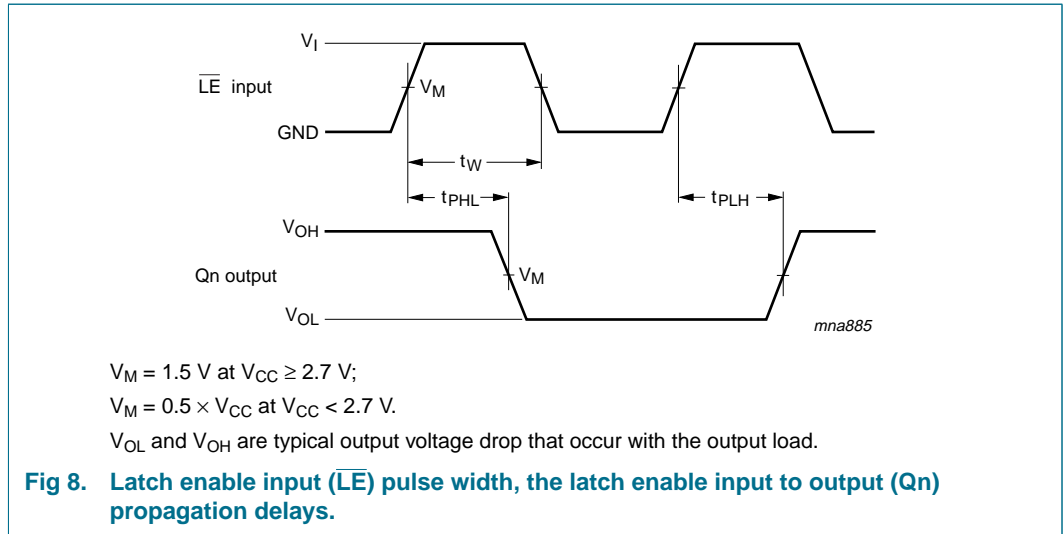 V_I
L̅E̅ input
V_M
GND
t_W
t_PHL
t_PLH
V_OH
Qn output
V_M
V_OL
mna885
V_M = 1.5 V at V_CC ≥ 2.7 V;
V_M = 0.5 × V_CC at V_CC < 2.7 V.
V_OL and V_OH are typical output voltage drop that occur with the output load.
Fig 8. Latch enable input (L̅E̅) pulse width, the latch enable input to output (Qn)
propagation delays.